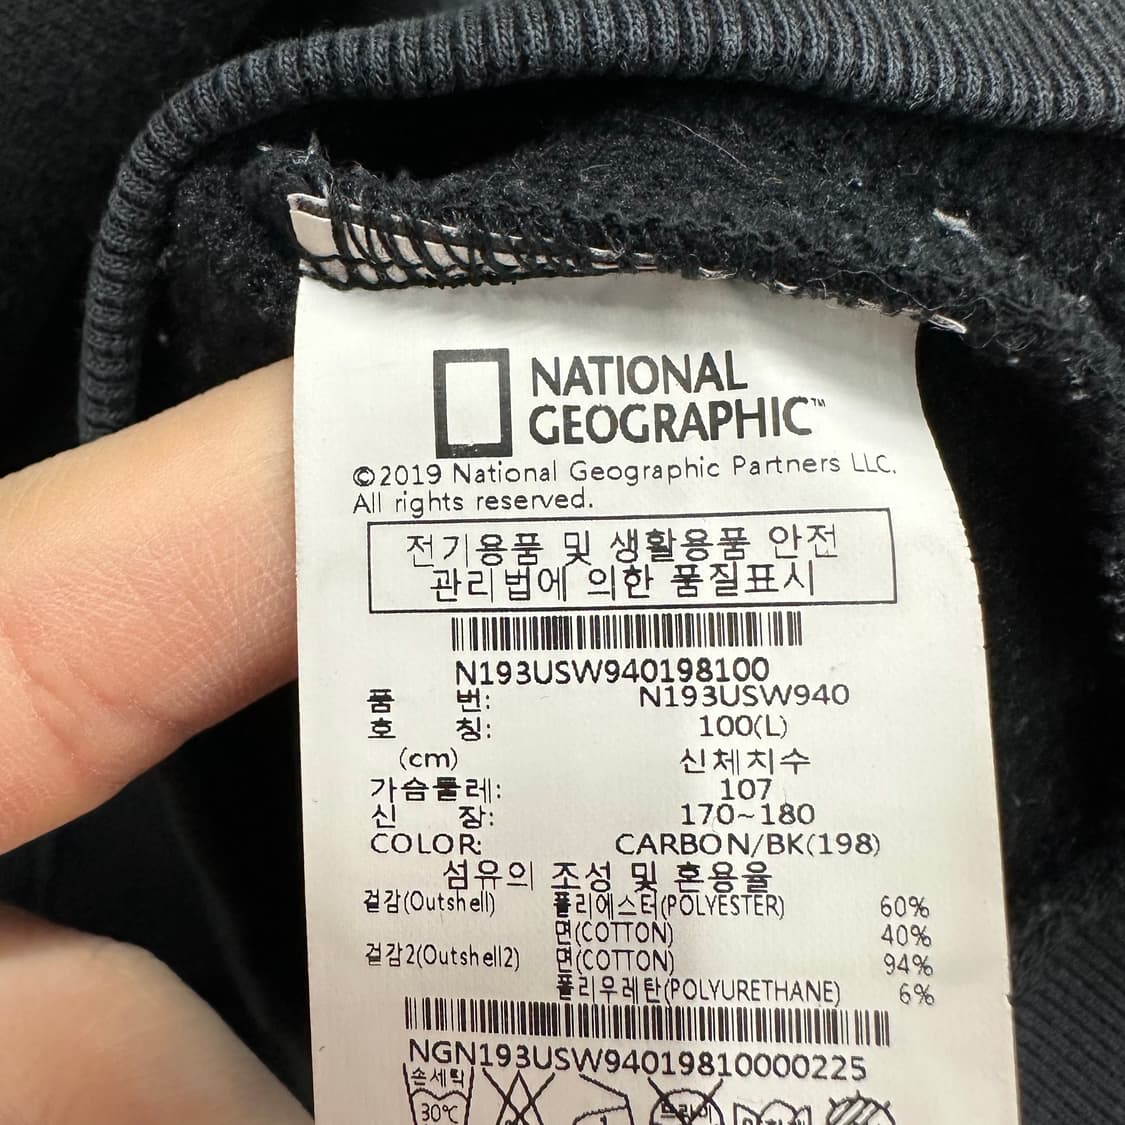 NATIONAL
GEOGRAPHIC™
©2019 National Geographic Partners LLC.
All rights reserved.
전기용품 및 생활용품 안전
관리법에 의한 품질표시
N193USW940198100
품 번: N193USW940
호 칭: 100(L)
(cm) 신체치수
가슴둘레: 107
신 장: 170~180
COLOR: CARBON/BK(198)
섬유의 조성 및 혼용율
겉감(Outshell) 폴리에스터(POLYESTER) 60%
면(COTTON) 40%
겉감2(Outshell2) 면(COTTON) 94%
폴리우레탄(POLYURETHANE) 6%
NGN193USW94019810000225
손세탁
30℃
드라이